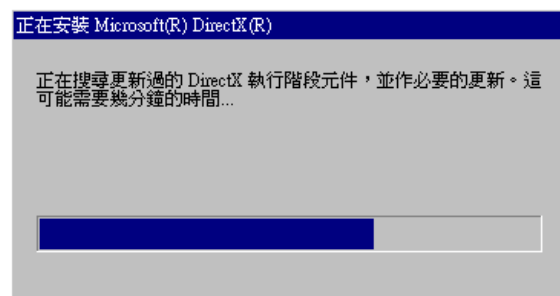 正在安裝 Microsoft(R) DirectX(R)
正在搜尋更新過的 DirectX 執行階段元件，並作必要的更新。這
可能需要幾分鐘的時間...